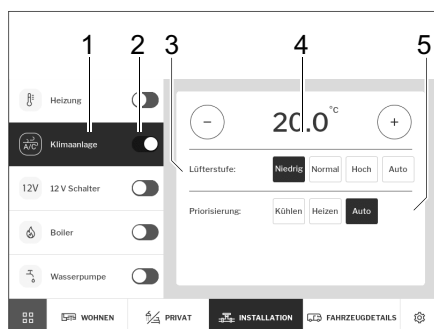 1 2 3 4 5
Heizung
− 20.0 °C +
A/C Klimaanlage
Lüfterstufe: Niedrig Normal Hoch Auto
12V 12 V Schalter
Priorisierung: Kühlen Heizen Auto
Boiler
Wasserpumpe
WOHNEN PRIVAT INSTALLATION FAHRZEUGDETAILS